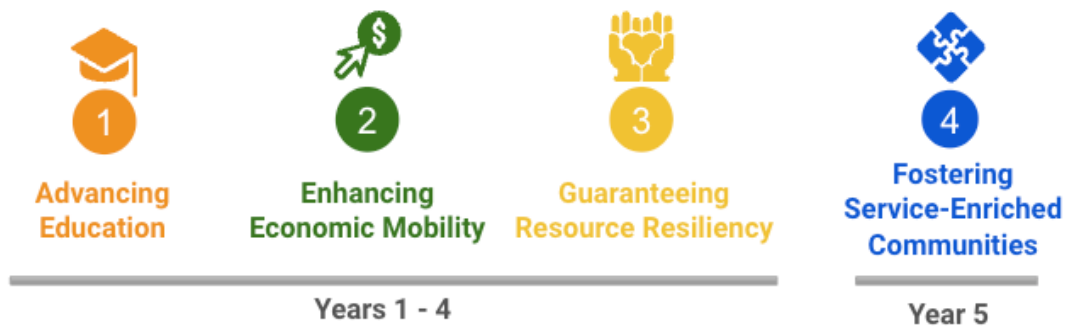 $
1
2
3
4
Advancing
Education
Enhancing
Economic Mobility
Guaranteeing
Resource Resiliency
Fostering
Service-Enriched
Communities
Years 1 - 4
Year 5